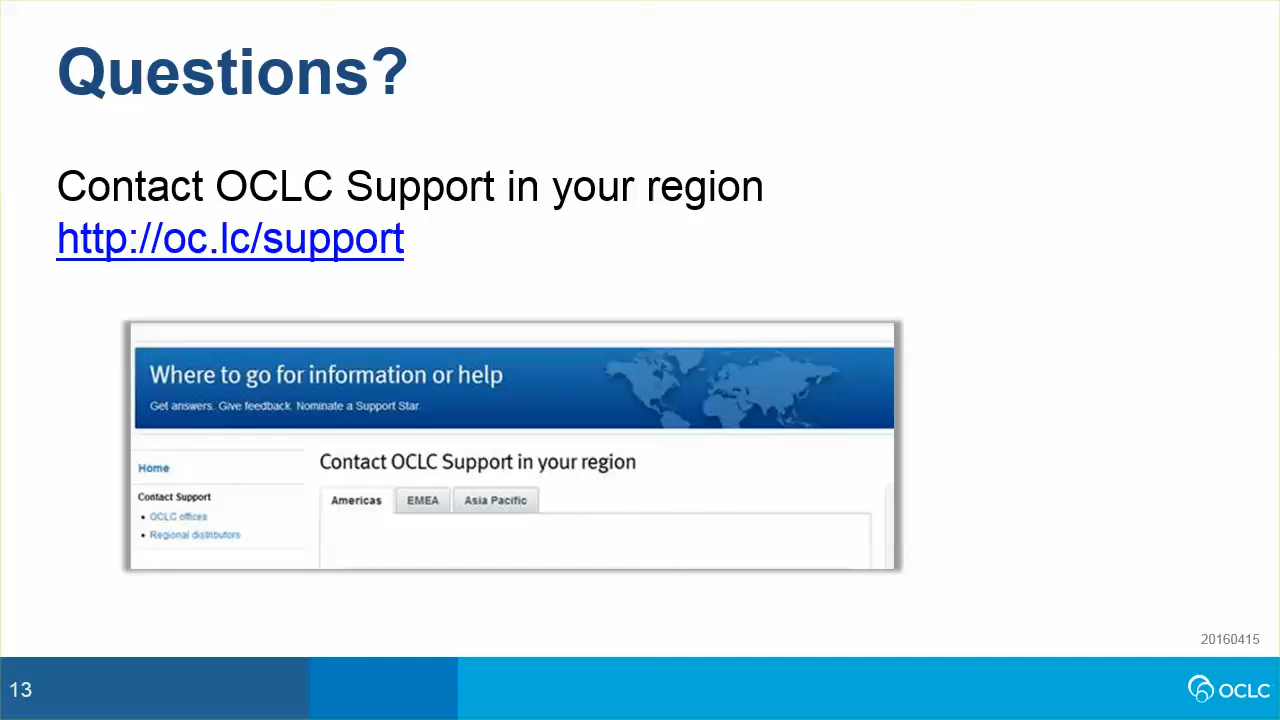 Questions?
Contact OCLC Support in your region
http://oc.lc/support
Where to go for information or help
Get answers. Give feedback. Nominate a Support Star.
Home
Contact Support
• OCLC offices
• Regional distributors
Contact OCLC Support in your region
Americas EMEA Asia Pacific
20160415
13
OCLC